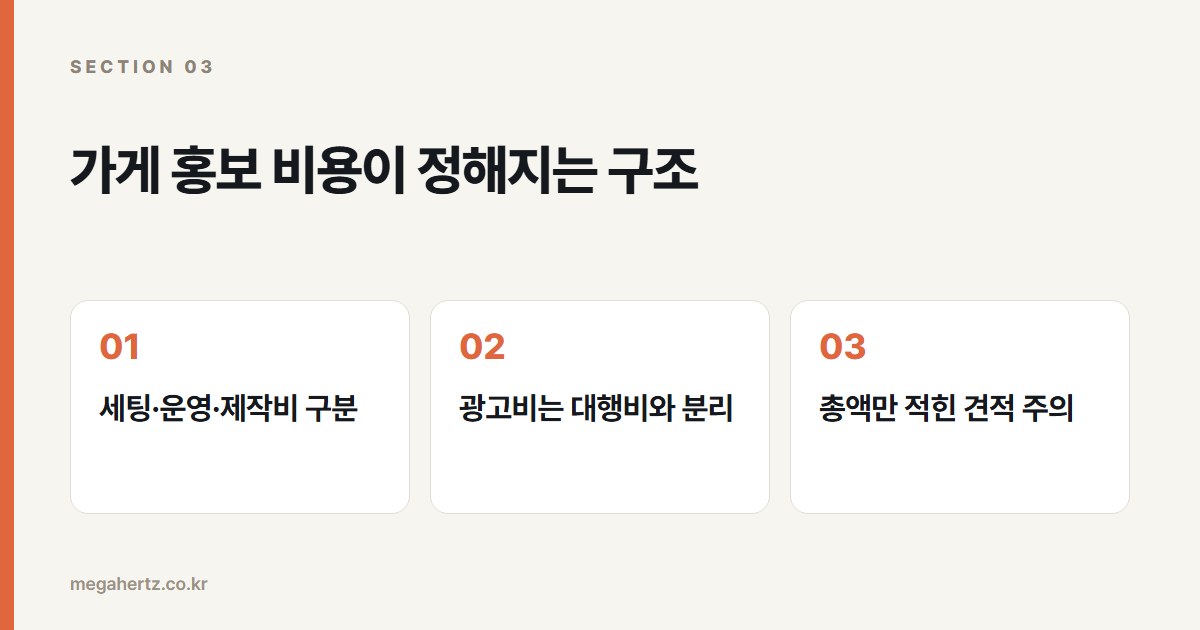 SECTION 03
가게 홍보 비용이 정해지는 구조
01
세팅·운영·제작비 구분
02
광고비는 대행비와 분리
03
총액만 적힌 견적 주의
megahertz.co.kr